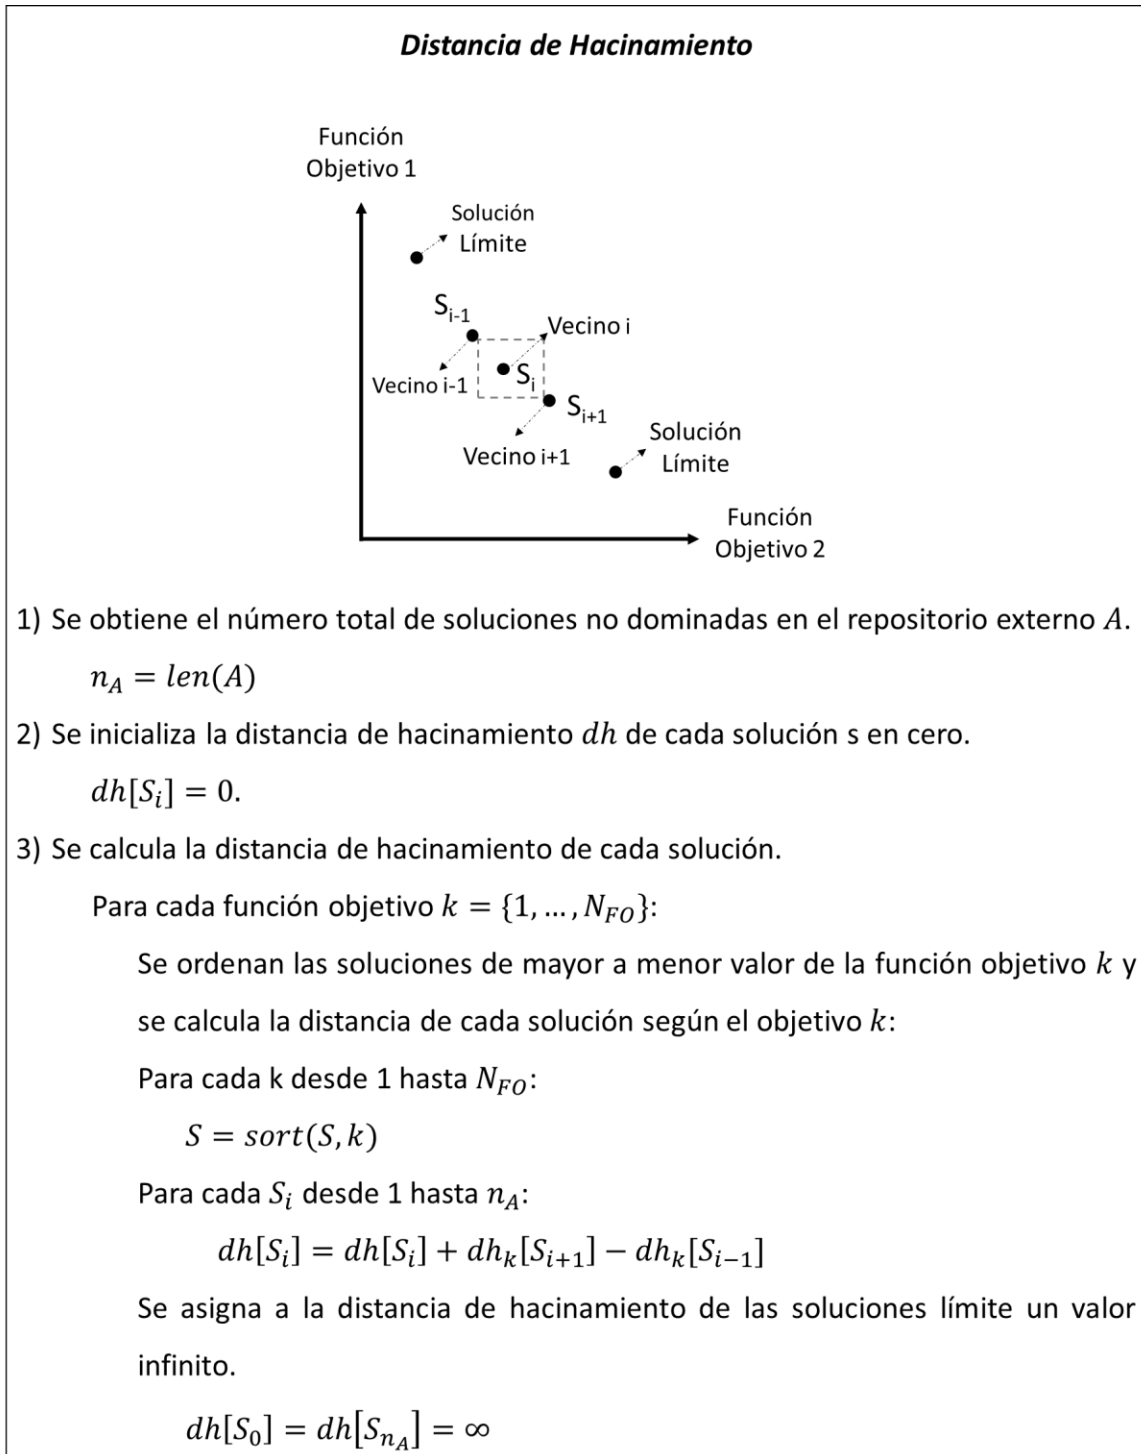 Distancia de Hacinamiento
Función
Objetivo 1
Solución
Límite
S_{i-1}
Vecino i
Vecino i-1
S_i
S_{i+1}
Vecino i+1
Solución
Límite
Función
Objetivo 2
1) Se obtiene el número total de soluciones no dominadas en el repositorio externo A.
n_A = len(A)
2) Se inicializa la distancia de hacinamiento dh de cada solución s en cero.
dh[S_i] = 0.
3) Se calcula la distancia de hacinamiento de cada solución.
Para cada función objetivo k = {1, … , N_{FO}}:
Se ordenan las soluciones de mayor a menor valor de la función objetivo k y
se calcula la distancia de cada solución según el objetivo k:
Para cada k desde 1 hasta N_{FO}:
S = sort(S, k)
Para cada S_i desde 1 hasta n_A:
dh[S_i] = dh[S_i] + dh_k[S_{i+1}] − dh_k[S_{i−1}]
Se asigna a la distancia de hacinamiento de las soluciones límite un valor
infinito.
dh[S_0] = dh[S_{n_A}] = ∞